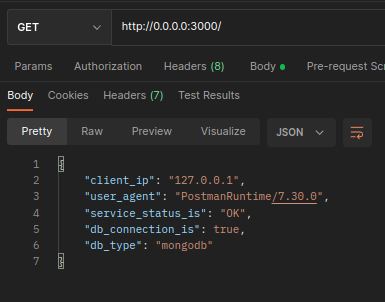 GET http://0.0.0.0:3000/
Params Authorization Headers (8) Body Pre-request Scr
Body Cookies Headers (7) Test Results
Pretty Raw Preview Visualize JSON
1 {
2 "client_ip": "127.0.0.1",
3 "user_agent": "PostmanRuntime/7.30.0",
4 "service_status_is": "OK",
5 "db_connection_is": true,
6 "db_type": "mongodb"
7 }